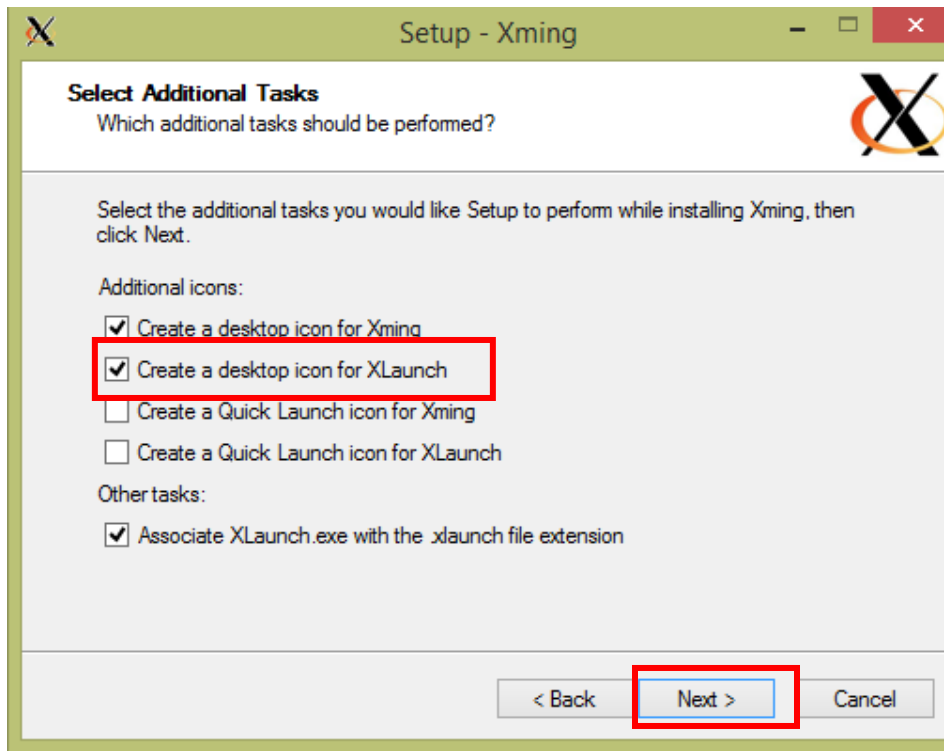 Setup - Xming
Select Additional Tasks
Which additional tasks should be performed?
Select the additional tasks you would like Setup to perform while installing Xming, then
click Next.
Additional icons:
Create a desktop icon for Xming
Create a desktop icon for XLaunch
Create a Quick Launch icon for Xming
Create a Quick Launch icon for XLaunch
Other tasks:
Associate XLaunch.exe with the .xlaunch file extension
< Back Next > Cancel